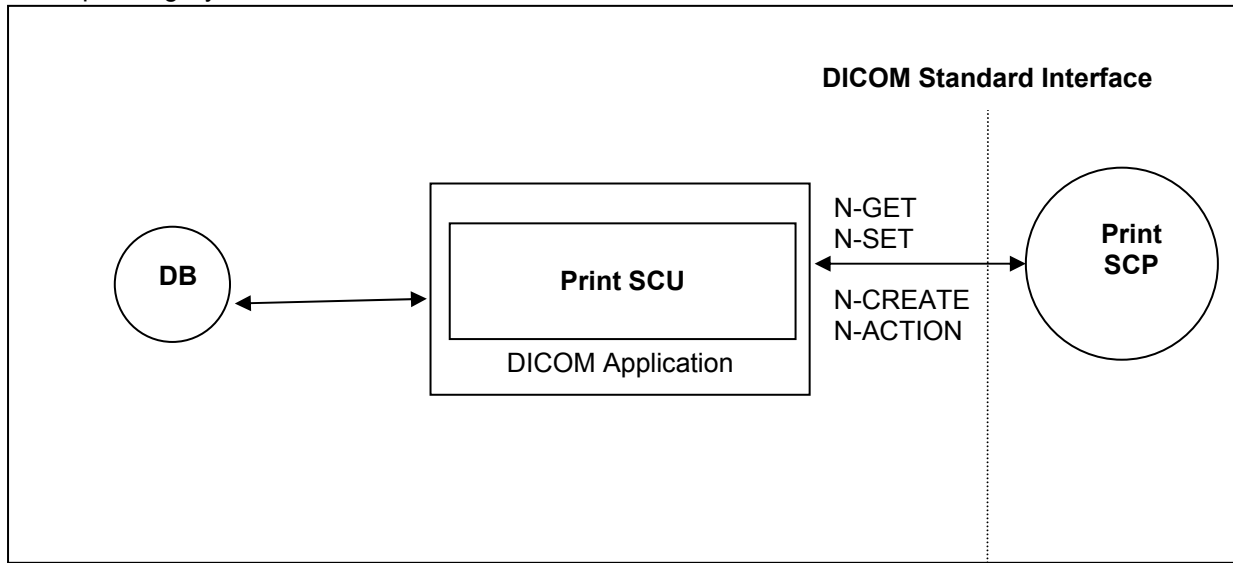 DICOM Standard Interface
N-GET
N-SET
Print
SCP
DB
Print SCU
N-CREATE
N-ACTION
DICOM Application